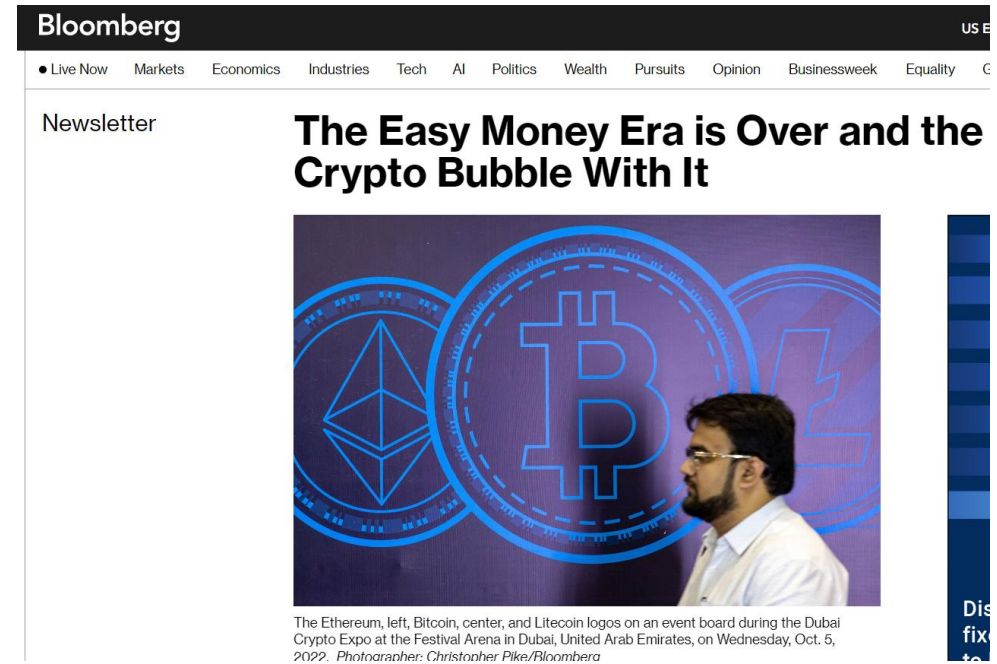 Bloomberg
US E
Live Now Markets Economics Industries Tech AI Politics Wealth Pursuits Opinion Businessweek Equality G
Newsletter
The Easy Money Era is Over and the
Crypto Bubble With It
The Ethereum, left, Bitcoin, center, and Litecoin logos on an event board during the Dubai
Crypto Expo at the Festival Arena in Dubai, United Arab Emirates, on Wednesday, Oct. 5,
2022. Photographer: Christopher Pike/Bloomberg
Dis
fixe
to